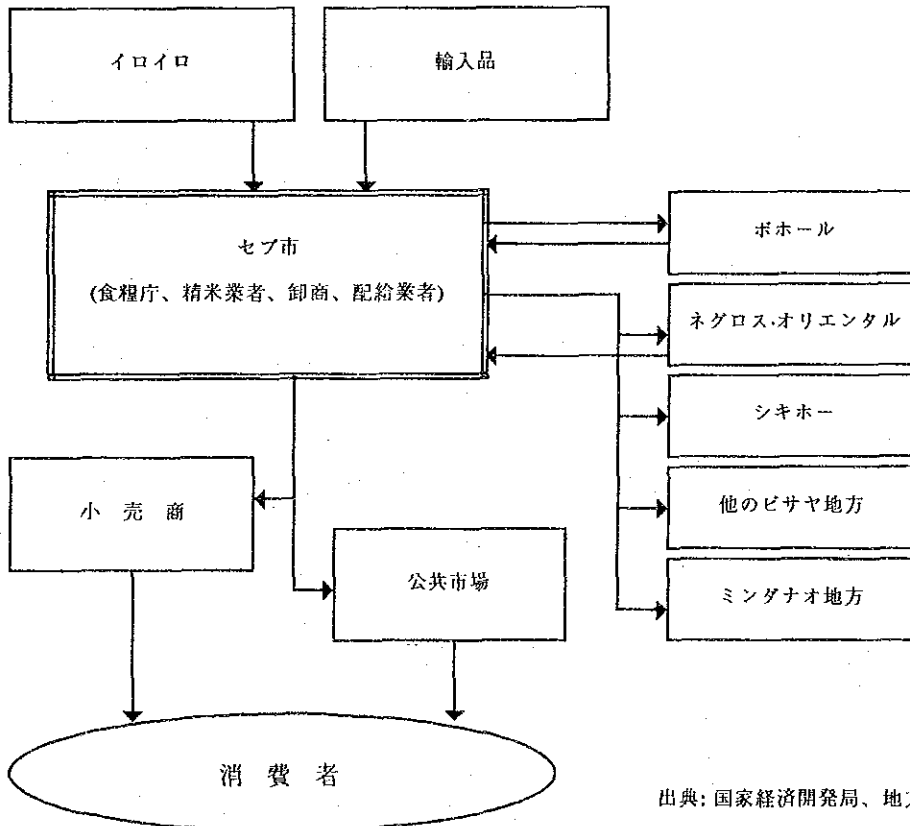 イロイロ
輸入品
セブ市
(食糧庁、精米業者、卸商、配給業者)
ボホール
ネグロス・オリエンタル
シキホー
他のビサヤ地方
ミンダナオ地方
小売商
公共市場
消費者
出典: 国家経済開発局、地